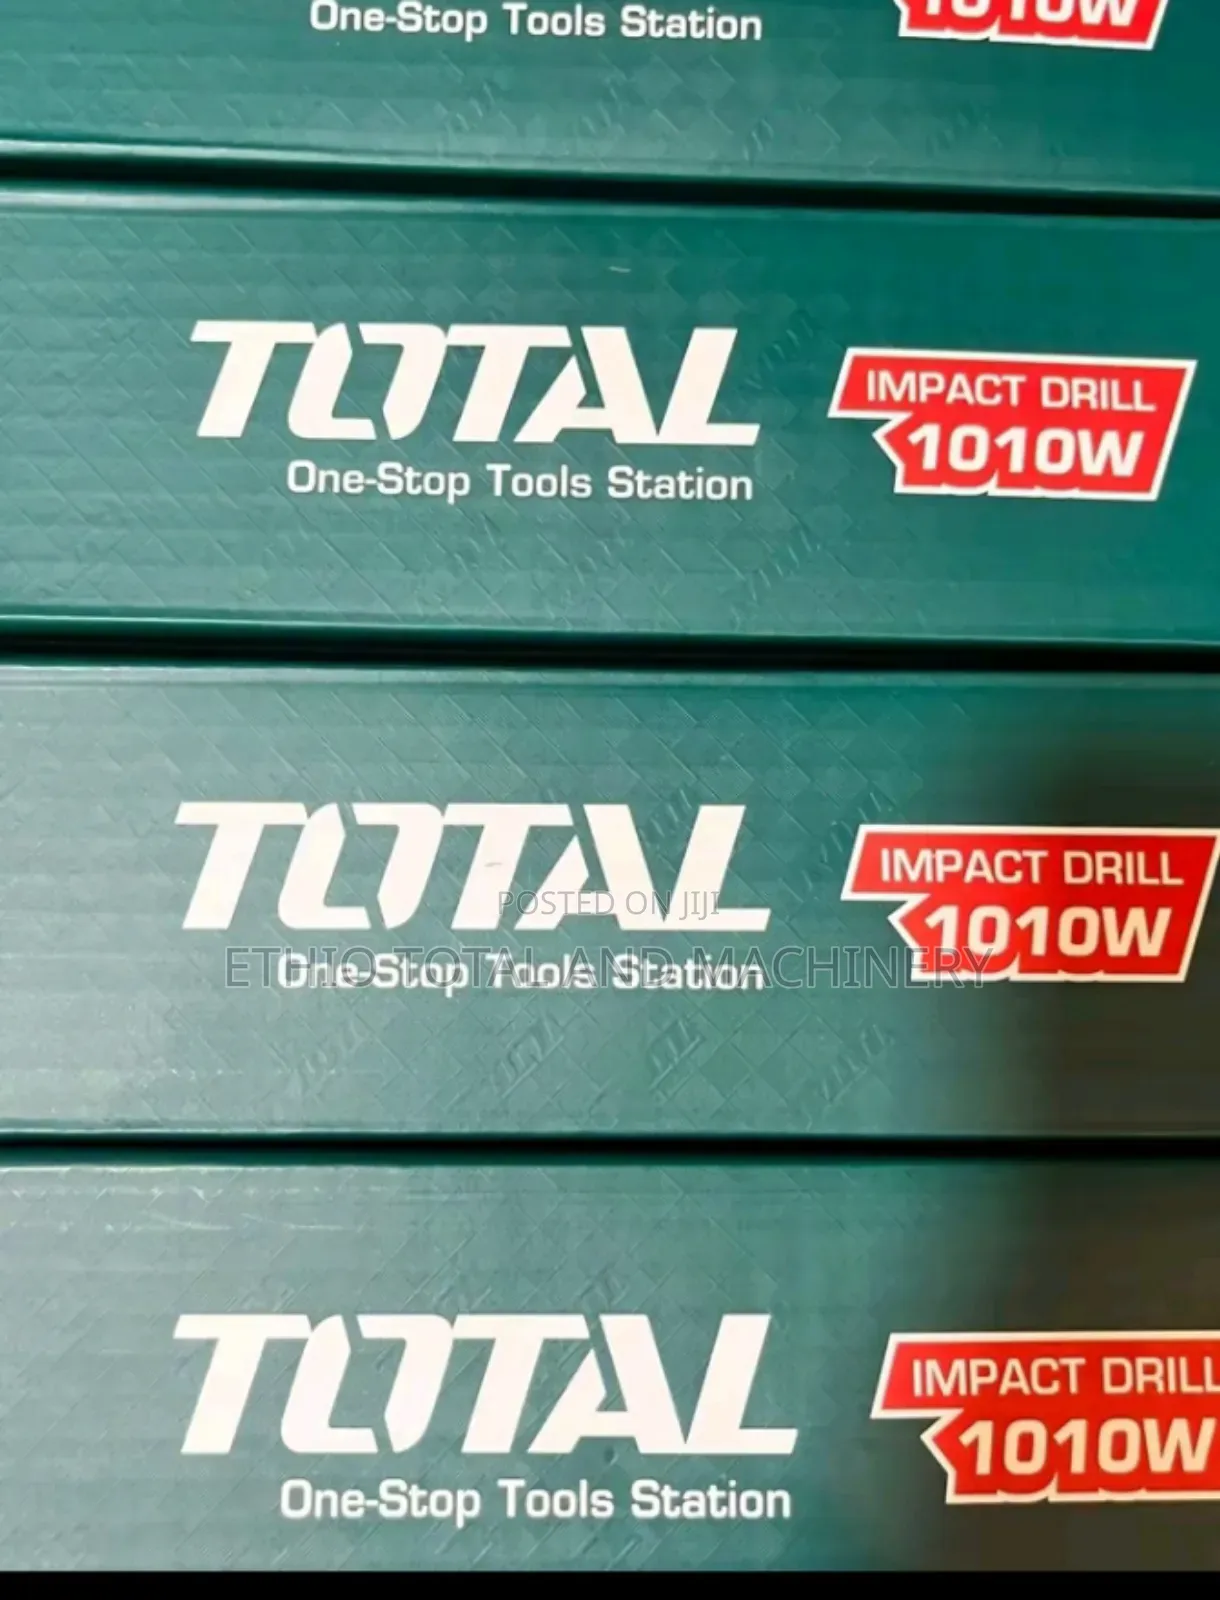 One-Stop Tools Station
1010W
TOTAL
One-Stop Tools Station
IMPACT DRILL
1010W
TOTAL
One-Stop Tools Station
IMPACT DRILL
1010W
POSTED ON JIJI
ETHIO TOTAL AND MACHINERY
TOTAL
One-Stop Tools Station
IMPACT DRILL
1010W